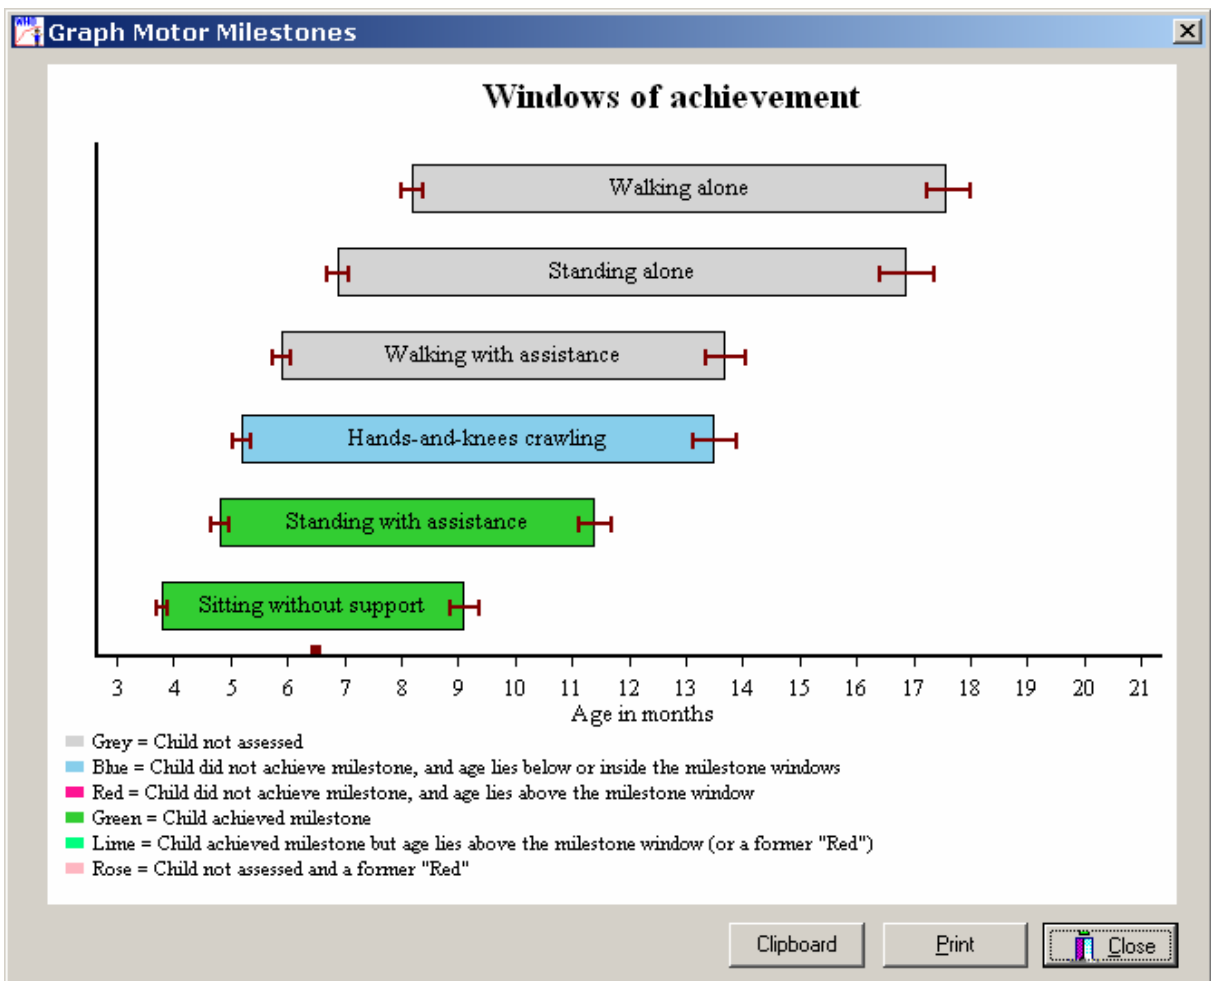 WHO
Graph Motor Milestones
Windows of achievement
Walking alone
Standing alone
Walking with assistance
Hands-and-knees crawling
Standing with assistance
Sitting without support
3 4 5 6 7 8 9 10 11 12 13 14 15 16 17 18 19 20 21
Age in months
Grey = Child not assessed
Blue = Child did not achieve milestone, and age lies below or inside the milestone windows
Red = Child did not achieve milestone, and age lies above the milestone window
Green = Child achieved milestone
Lime = Child achieved milestone but age lies above the milestone window (or a former "Red")
Rose = Child not assessed and a former "Red"
Clipboard Print Close